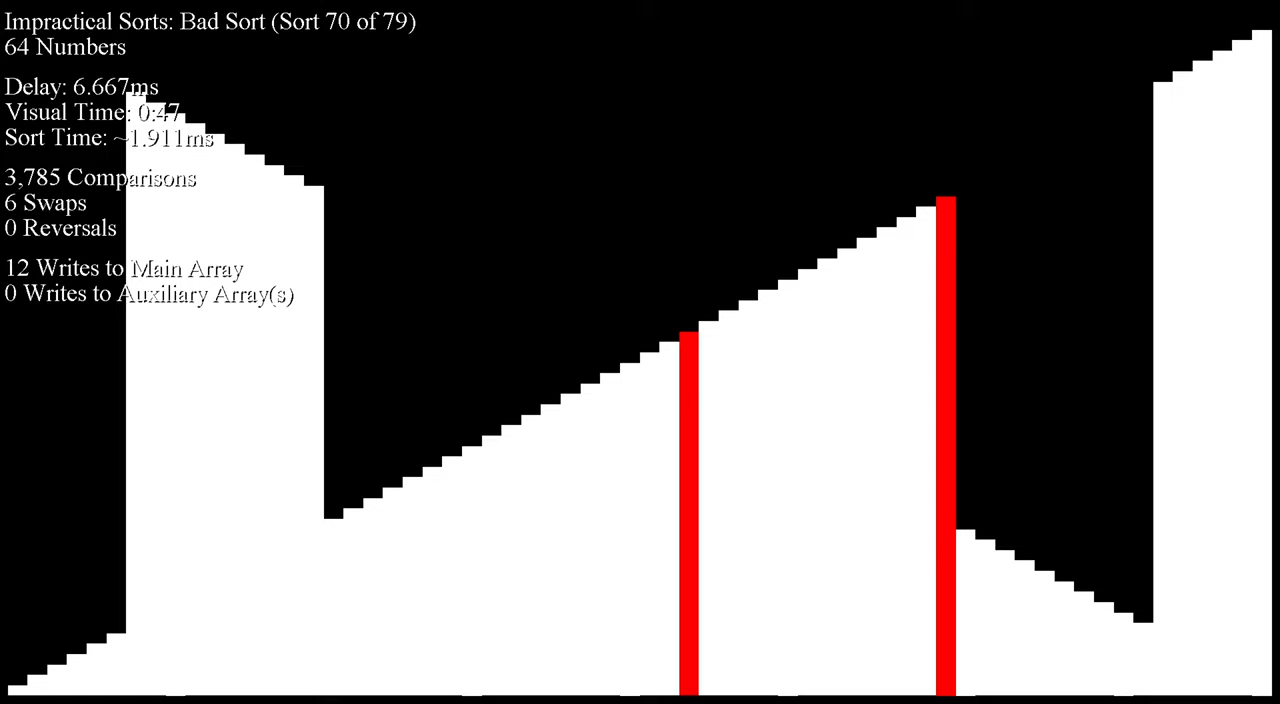 Impractical Sorts: Bad Sort (Sort 70 of 79)
64 Numbers
Delay: 6.667ms
Visual Time: 0:47
Sort Time: ~1.911ms
3,785 Comparisons
6 Swaps
0 Reversals
12 Writes to Main Array
0 Writes to Auxiliary Array(s)